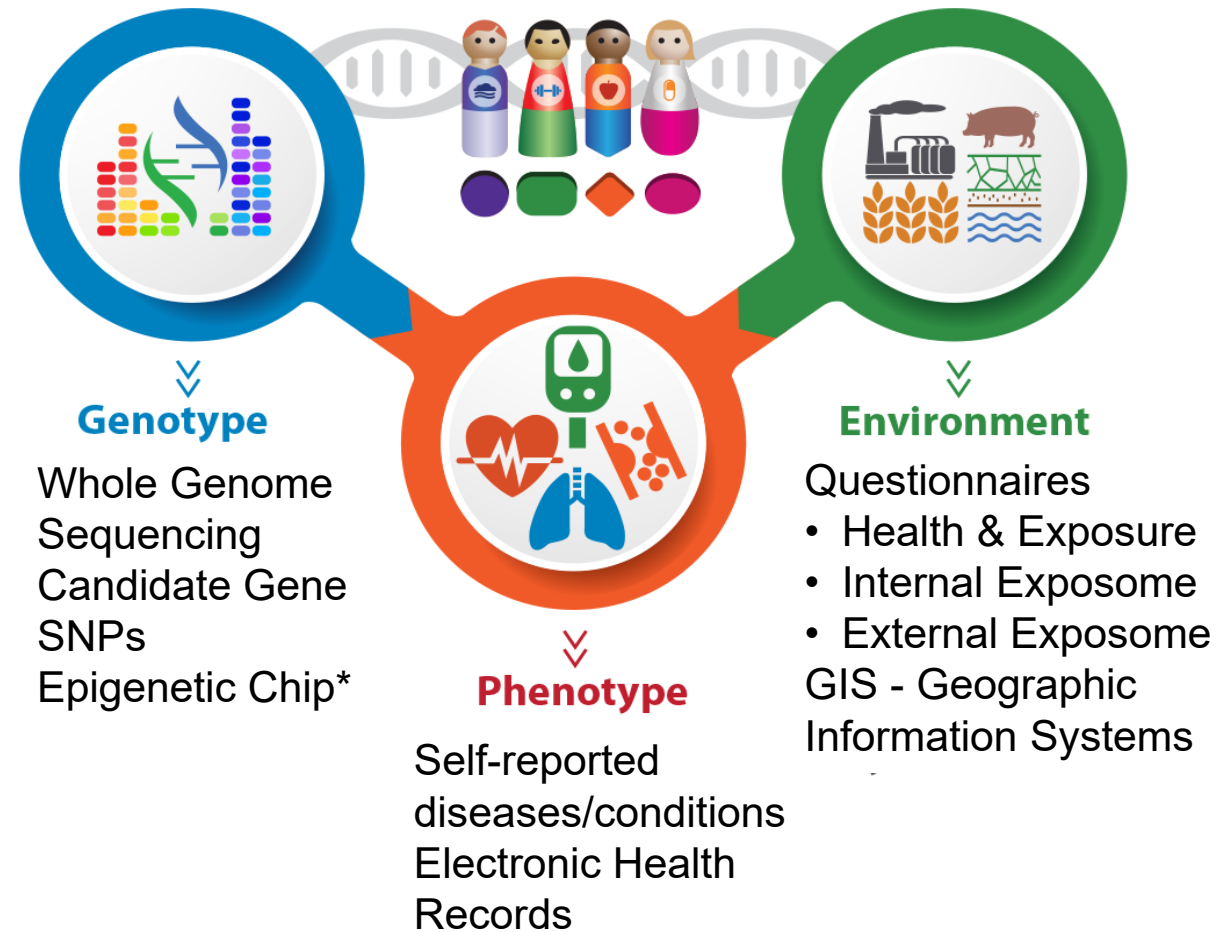 Genotype
Whole Genome
Sequencing
Candidate Gene
SNPs
Epigenetic Chip*
Phenotype
Self-reported
diseases/conditions
Electronic Health
Records
Environment
Questionnaires
• Health & Exposure
• Internal Exposome
• External Exposome
GIS - Geographic
Information Systems